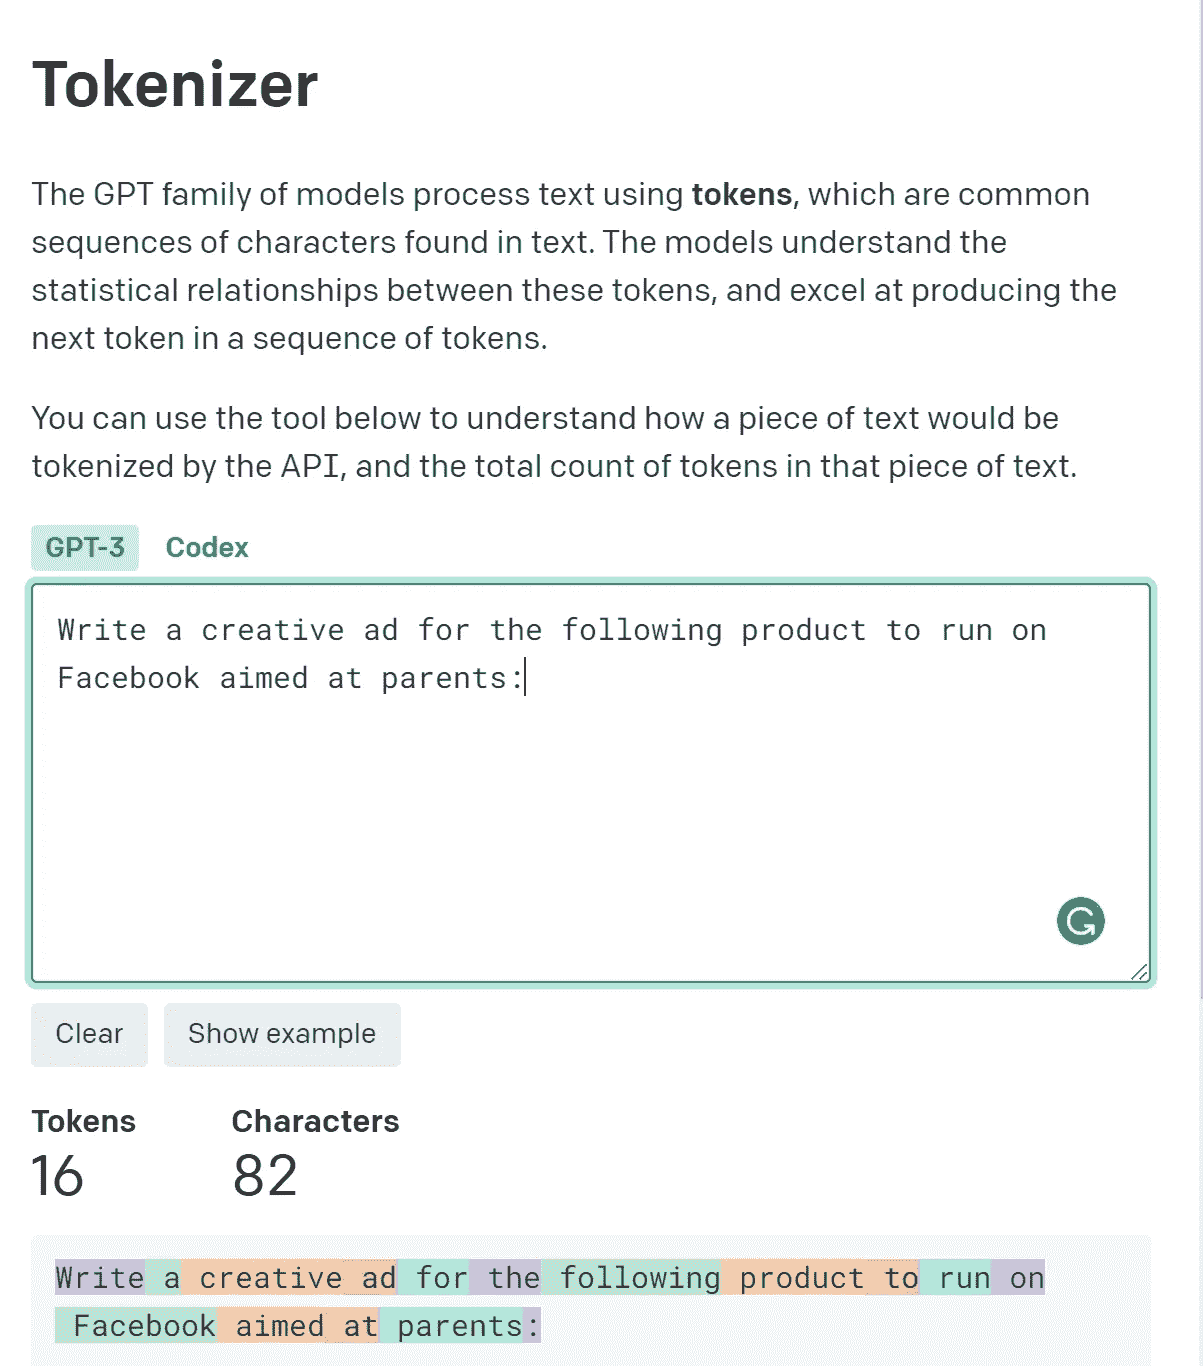 Tokenizer
The GPT family of models process text using tokens, which are common
sequences of characters found in text. The models understand the
statistical relationships between these tokens, and excel at producing the
next token in a sequence of tokens.
You can use the tool below to understand how a piece of text would be
tokenized by the API, and the total count of tokens in that piece of text.
GPT-3 Codex
Write a creative ad for the following product to run on
Facebook aimed at parents:
Clear Show example
Tokens Characters
16 82
Write a creative ad for the following product to run on
Facebook aimed at parents: